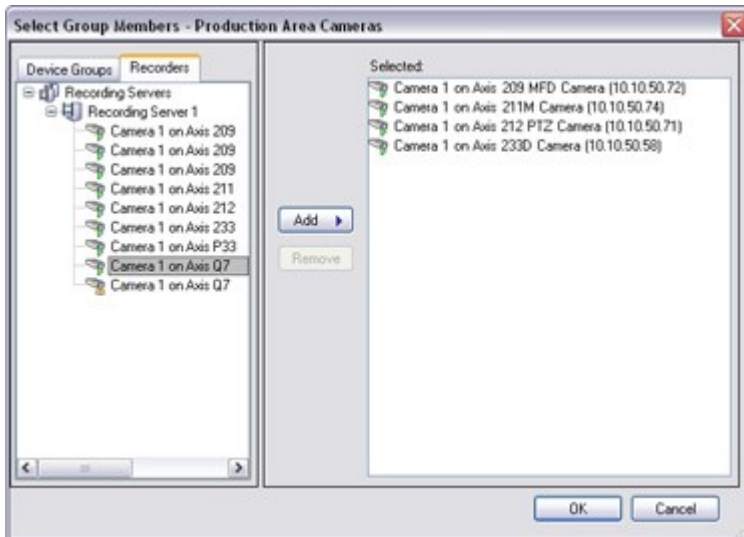 Select Group Members - Production Area Cameras
Device Groups
Recorders
Recording Servers
Recording Server 1
Camera 1 on Axis 209
Camera 1 on Axis 209
Camera 1 on Axis 209
Camera 1 on Axis 211
Camera 1 on Axis 212
Camera 1 on Axis 233
Camera 1 on Axis P33
Camera 1 on Axis Q7
Camera 1 on Axis Q7
Add
Remove
Selected:
Camera 1 on Axis 209 MFD Camera (10.10.50.72)
Camera 1 on Axis 211M Camera (10.10.50.74)
Camera 1 on Axis 212 PTZ Camera (10.10.50.71)
Camera 1 on Axis 233D Camera (10.10.50.58)
OK
Cancel